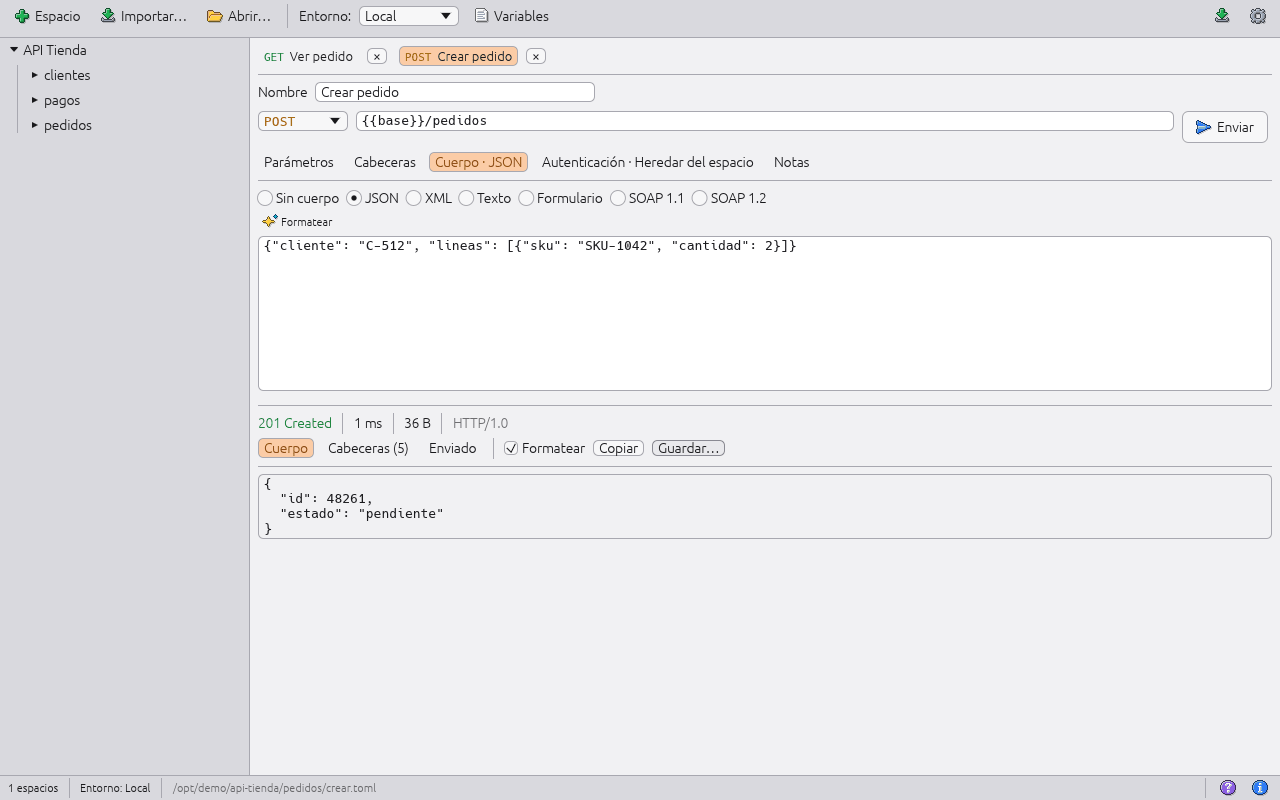 Espacio Importar… Abrir… Entorno: Local Variables
API Tienda
clientes
pagos
pedidos
GET Ver pedido × POST Crear pedido ×
Nombre Crear pedido
POST {{base}}/pedidos Enviar
Parámetros Cabeceras Cuerpo · JSON Autenticación · Heredar del espacio Notas
Sin cuerpo JSON XML Texto Formulario SOAP 1.1 SOAP 1.2
Formatear
{"cliente": "C-512", "lineas": [{"sku": "SKU-1042", "cantidad": 2}]}
201 Created 1 ms 36 B HTTP/1.0
Cuerpo Cabeceras (5) Enviado Formatear Copiar Guardar…
{
  "id": 48261,
  "estado": "pendiente"
}
1 espacios Entorno: Local /opt/demo/api-tienda/pedidos/crear.toml